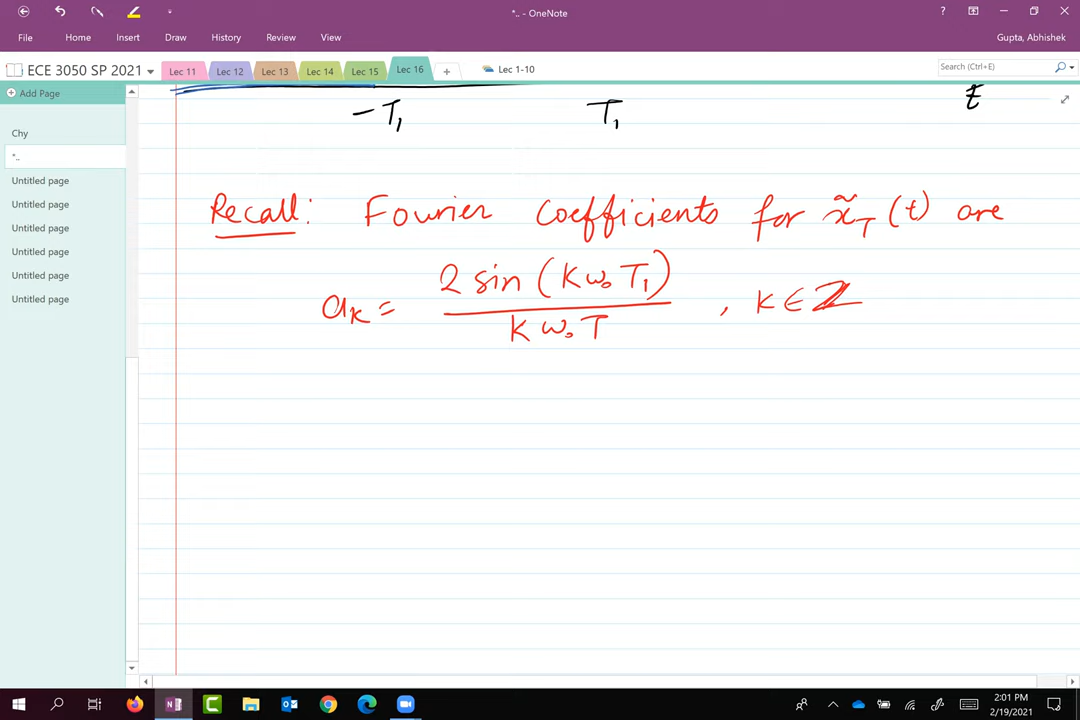 *.. - OneNote
?
File Home Insert Draw History Review View
Gupta, Abhishek
ECE 3050 SP 2021
Lec 11 Lec 12 Lec 13 Lec 14 Lec 15 Lec 16 + Lec 1-10
Search (Ctrl+E)
Add Page
Chy
*..
Untitled page
Untitled page
Untitled page
Untitled page
Untitled page
Untitled page
-T₁ T₁ t
Recall: Fourier Coefficients for x̃_T(t) are
a_K = 2 sin (Kω₀T₁) / Kω₀T , K ∈ ℤ
2:01 PM
2/19/2021